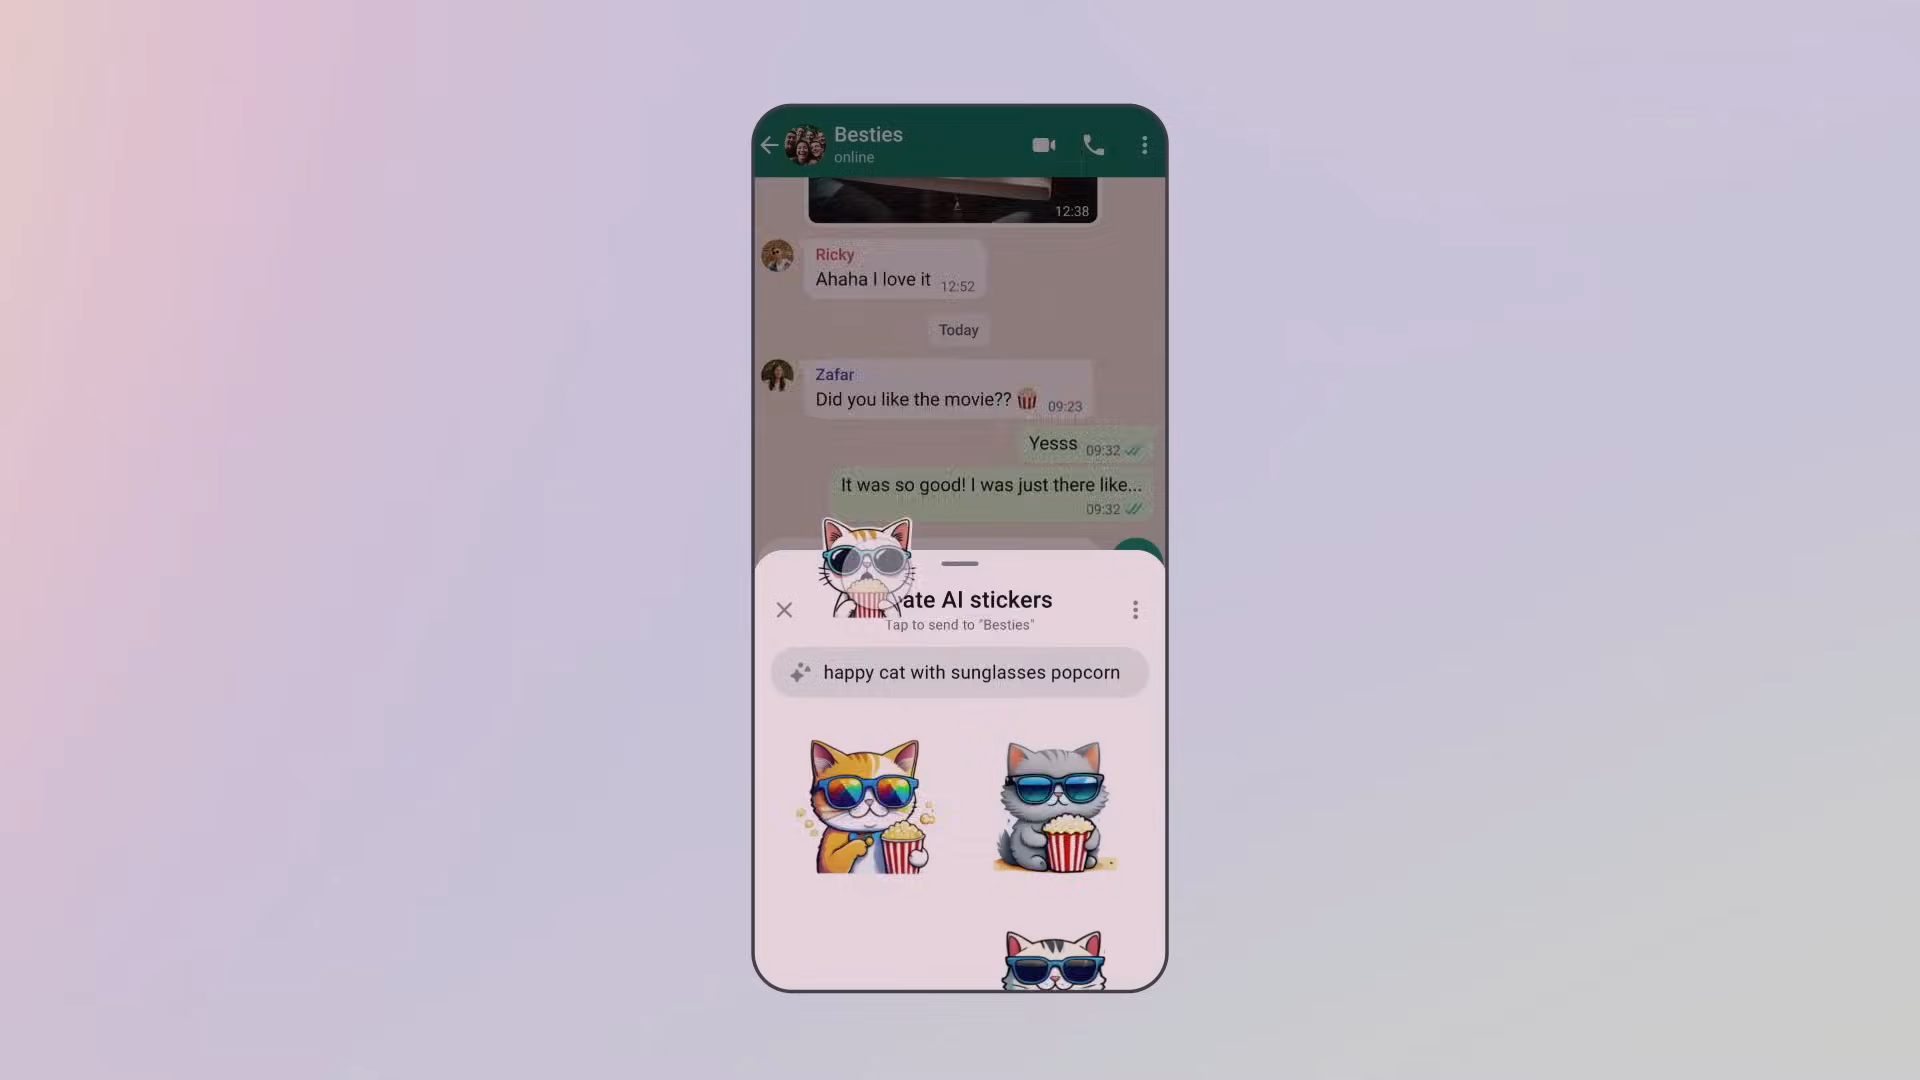 Besties
online
12:38
Ricky
Ahaha I love it 12:52
Today
Zafar
Did you like the movie?? 09:23
Yesss 09:32
It was so good! I was just there like...
09:32
ate AI stickers
Tap to send to "Besties"
happy cat with sunglasses popcorn